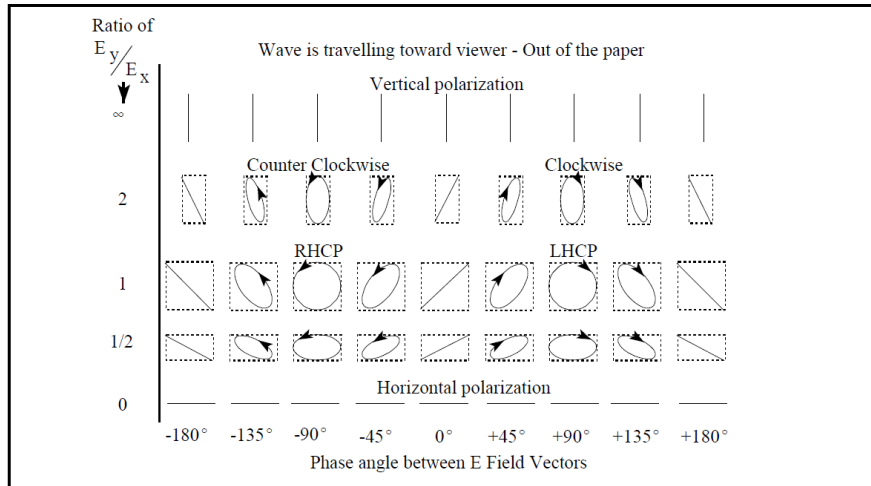 Ratio of
E y/E x
∞
Wave is travelling toward viewer - Out of the paper
Vertical polarization
Counter Clockwise Clockwise
2
RHCP LHCP
1
1/2
Horizontal polarization
0
-180° -135° -90° -45° 0° +45° +90° +135° +180°
Phase angle between E Field Vectors